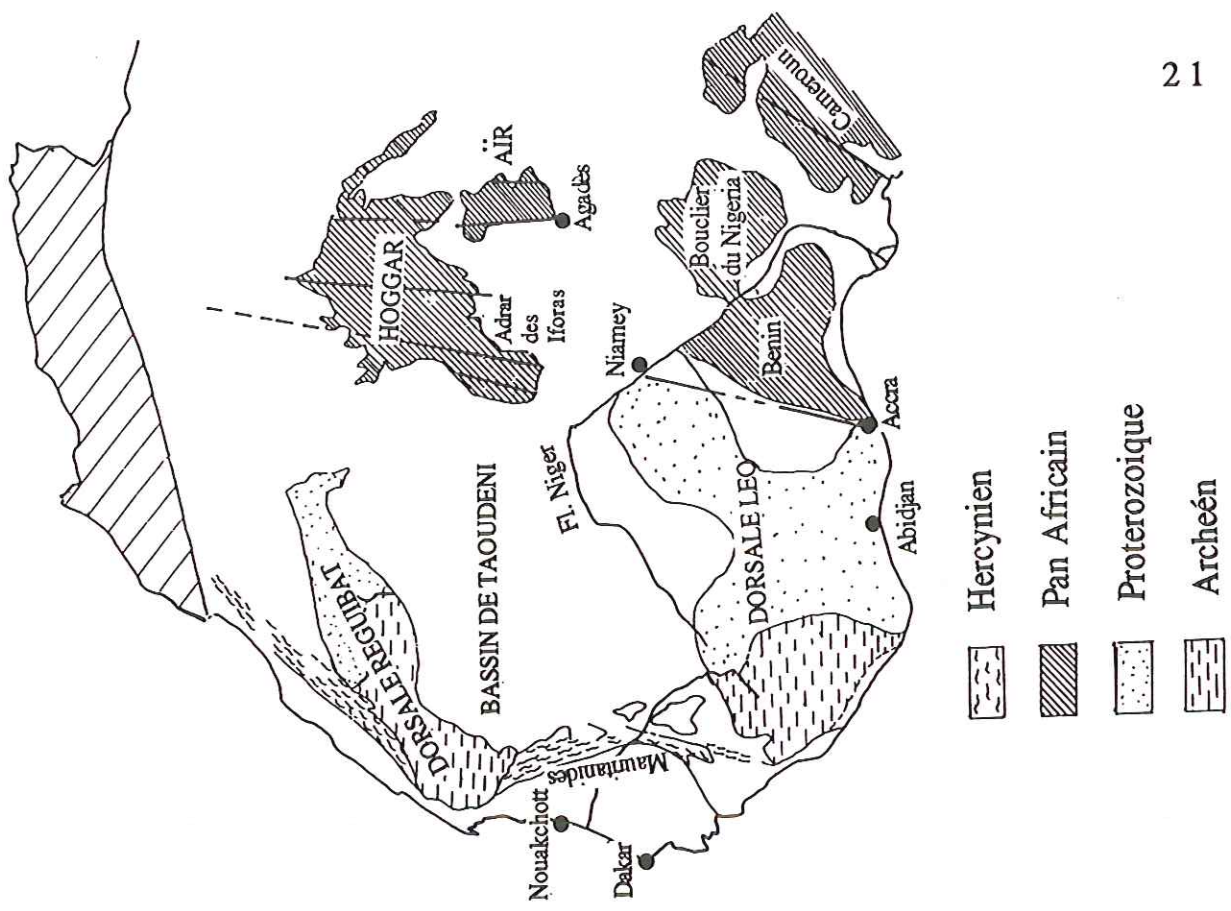 21
HOGGAR
AÏR
Adrar
des
Iforas
Agadès
Cameroun
Bouclier
du Nigeria
Niamey
Benin
Accra
Fl. Niger
BASSIN DE TAOUDENI
DORSALE REGUIBAT
DORSALE LEO
Abidjan
Mauritanides
Nouakchott
Dakar
Hercynien
Pan Africain
Proterozoique
Archeén